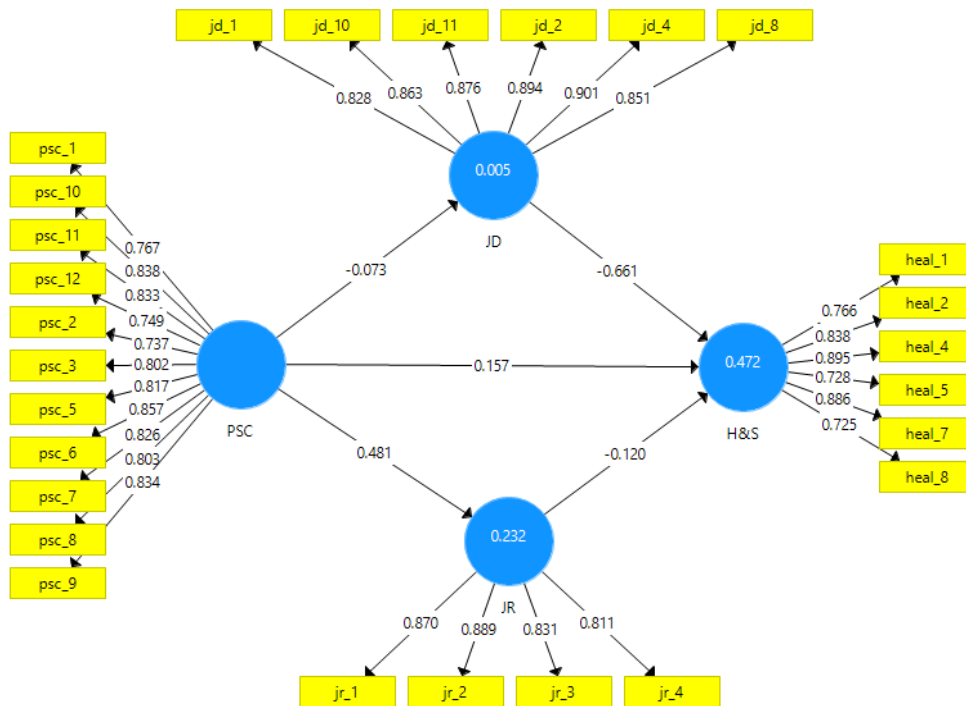 jd_1 jd_10 jd_11 jd_2 jd_4 jd_8
0.828 0.863 0.876 0.894 0.901 0.851
0.005
JD
psc_1
psc_10
psc_11
psc_12
psc_2
psc_3
psc_5
psc_6
psc_7
psc_8
psc_9
0.767
0.838
0.833
0.749
0.737
0.802
0.817
0.857
0.826
0.803
0.834
PSC
-0.073
-0.661
0.157
0.481
-0.120
0.472
H&S
0.766
0.838
0.895
0.728
0.886
0.725
heal_1
heal_2
heal_4
heal_5
heal_7
heal_8
0.232
JR
0.870 0.889 0.831 0.811
jr_1 jr_2 jr_3 jr_4